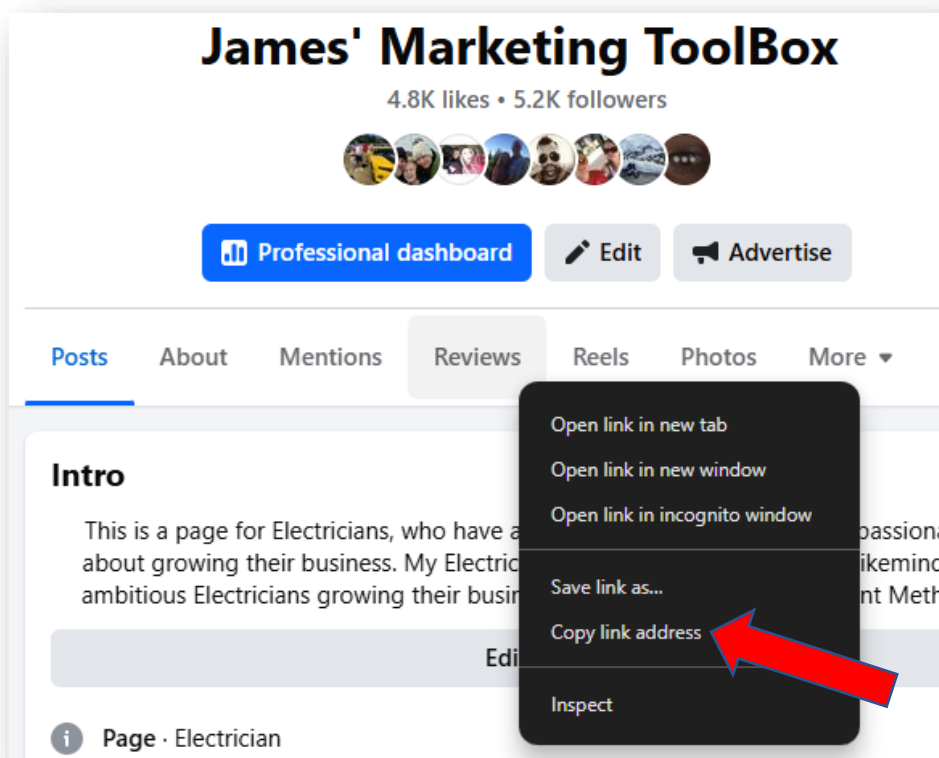 James' Marketing ToolBox
4.8K likes • 5.2K followers
Professional dashboard Edit Advertise
Posts About Mentions Reviews Reels Photos More
Open link in new tab
Open link in new window
Open link in incognito window
Save link as...
Copy link address
Inspect
Intro
This is a page for Electricians, who have a
about growing their business. My Electric
ambitious Electricians growing their busin
Page · Electrician